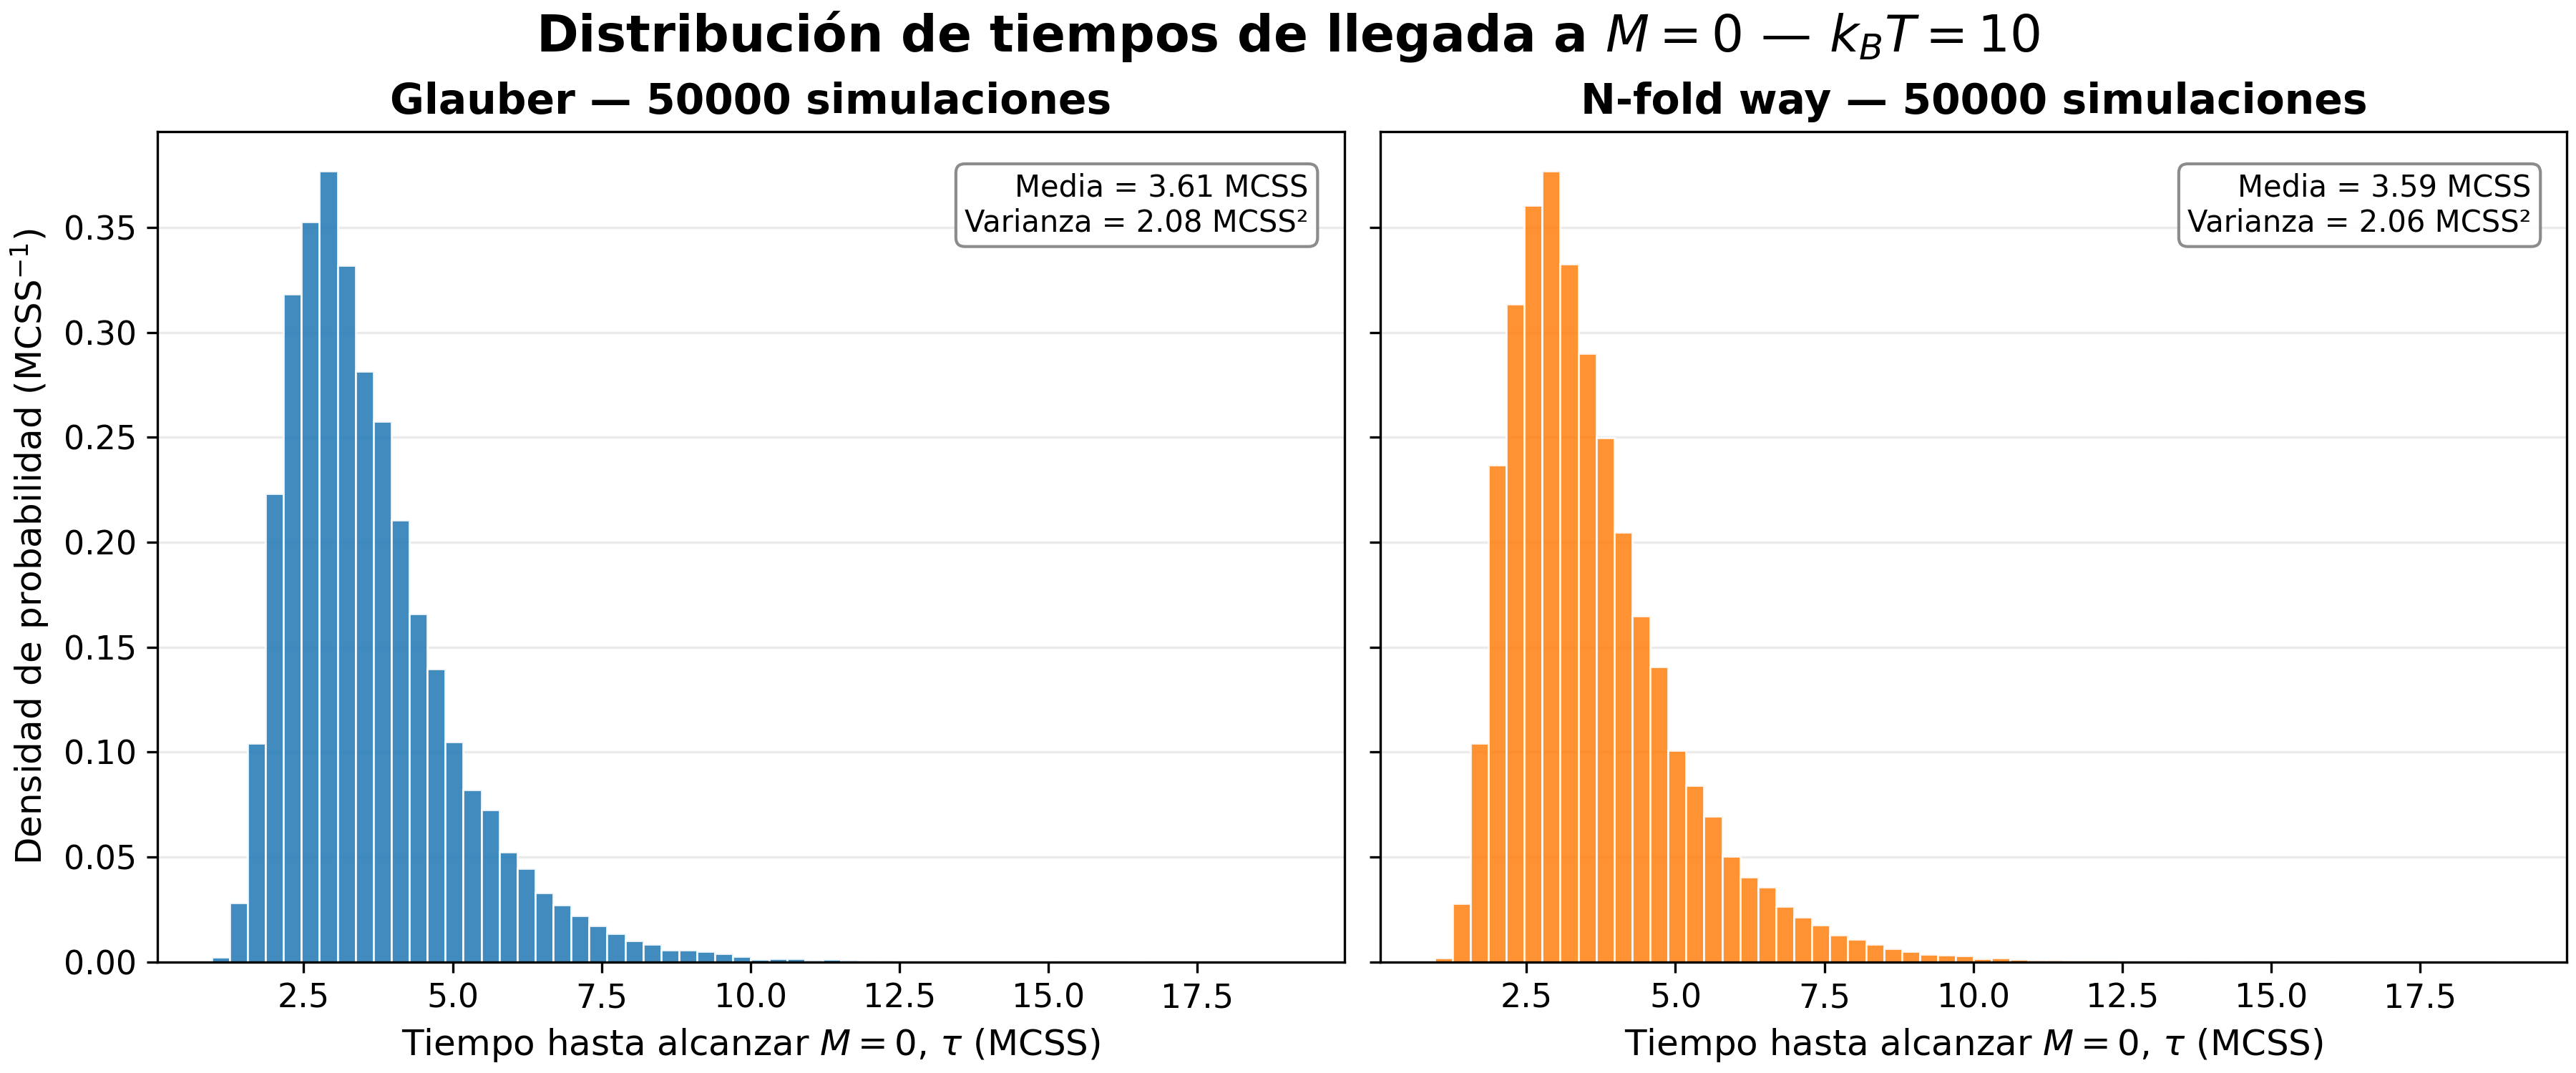 Distribución de tiempos de llegada a M = 0 — k_BT = 10
Glauber — 50000 simulaciones
Media = 3.61 MCSS
Varianza = 2.08 MCSS²
Densidad de probabilidad (MCSS⁻¹)
0.35
0.30
0.25
0.20
0.15
0.10
0.05
0.00
2.5 5.0 7.5 10.0 12.5 15.0 17.5
Tiempo hasta alcanzar M = 0, τ (MCSS)
N-fold way — 50000 simulaciones
Media = 3.59 MCSS
Varianza = 2.06 MCSS²
2.5 5.0 7.5 10.0 12.5 15.0 17.5
Tiempo hasta alcanzar M = 0, τ (MCSS)